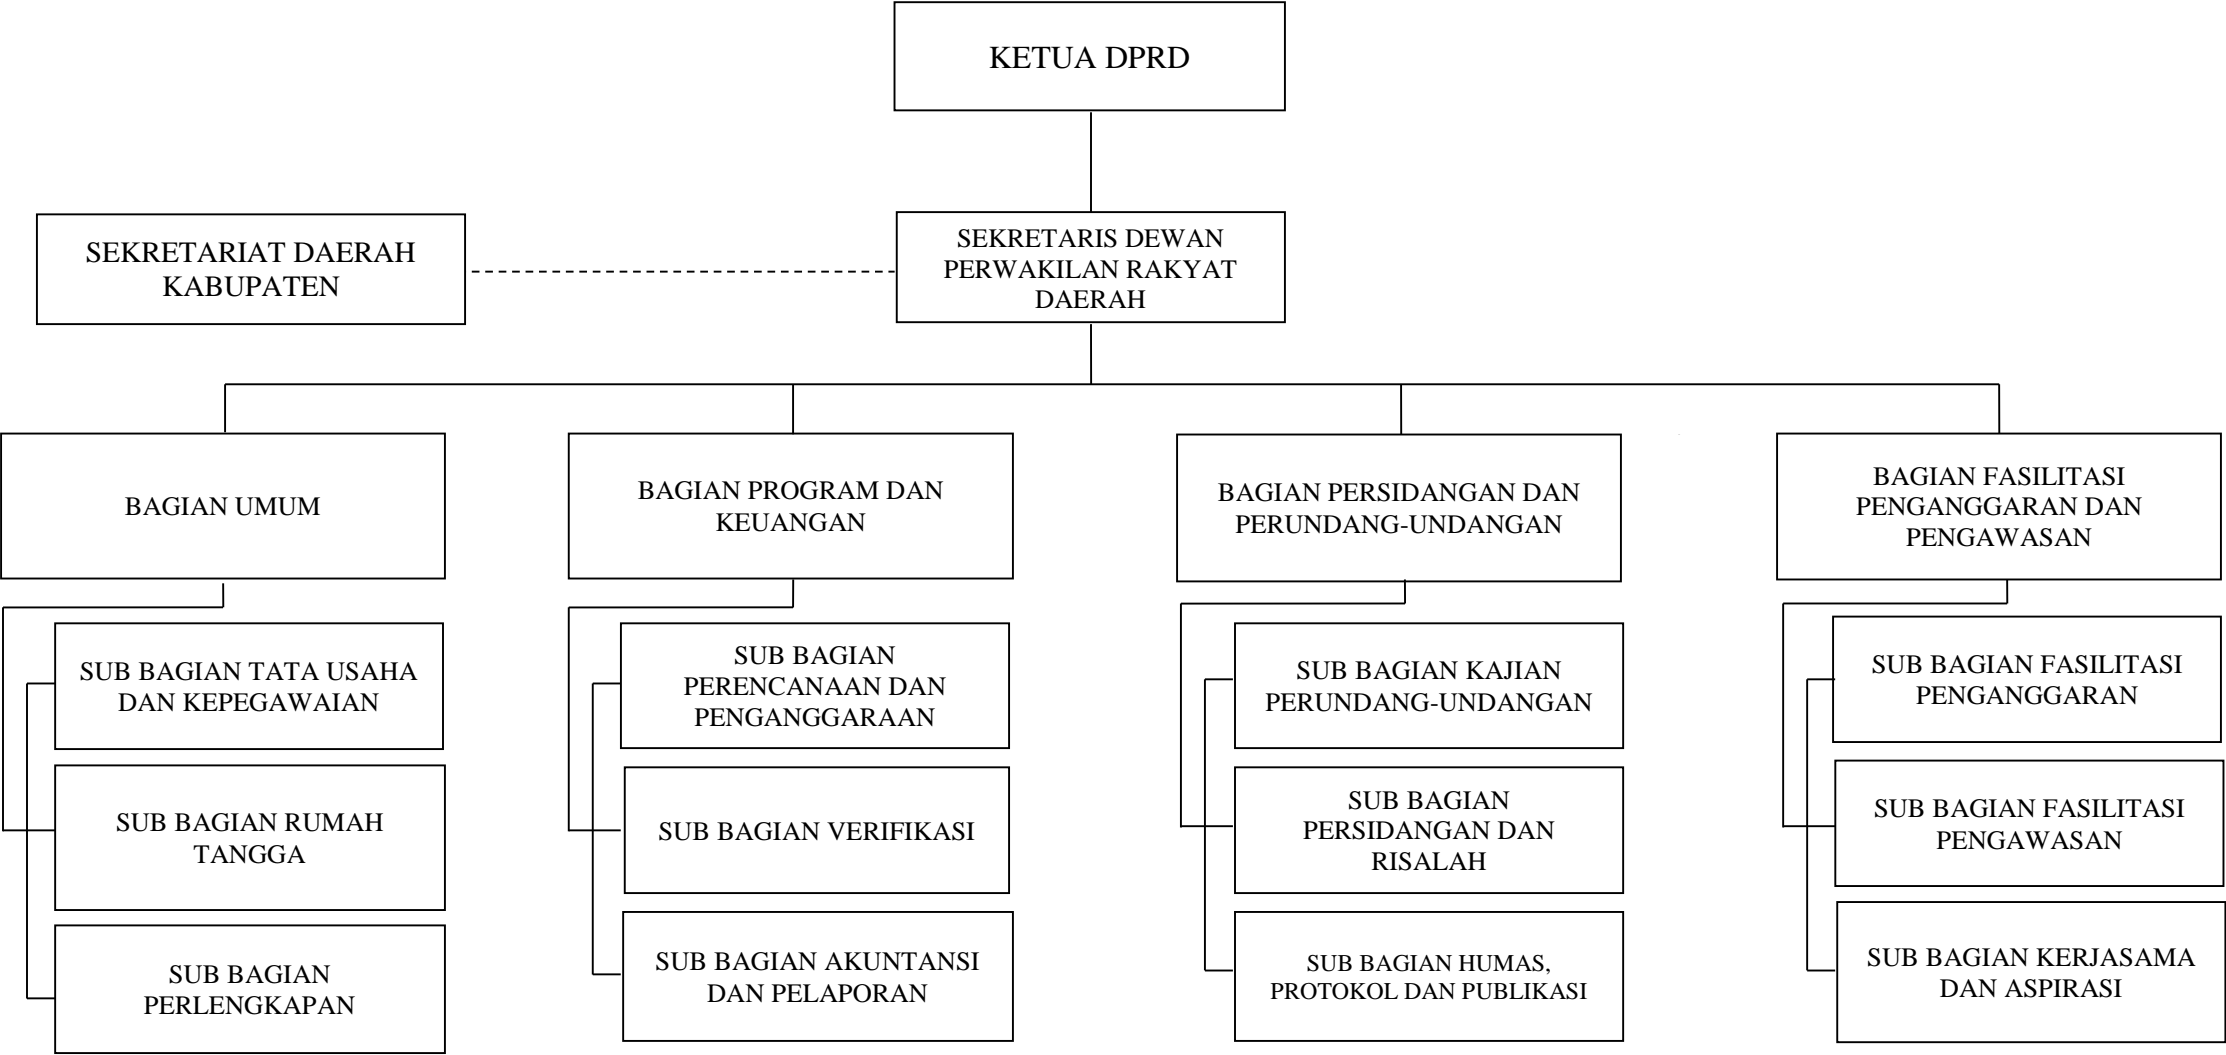 KETUA DPRD
SEKRETARIAT DAERAH
KABUPATEN
SEKRETARIS DEWAN
PERWAKILAN RAKYAT
DAERAH
BAGIAN UMUM
BAGIAN PROGRAM DAN
KEUANGAN
BAGIAN PERSIDANGAN DAN
PERUNDANG-UNDANGAN
BAGIAN FASILITASI
PENGANGGARAN DAN
PENGAWASAN
SUB BAGIAN TATA USAHA
DAN KEPEGAWAIAN
SUB BAGIAN RUMAH
TANGGA
SUB BAGIAN
PERLENGKAPAN
SUB BAGIAN
PERENCANAAN DAN
PENGANGGARAAN
SUB BAGIAN VERIFIKASI
SUB BAGIAN AKUNTANSI
DAN PELAPORAN
SUB BAGIAN KAJIAN
PERUNDANG-UNDANGAN
SUB BAGIAN
PERSIDANGAN DAN
RISALAH
SUB BAGIAN HUMAS,
PROTOKOL DAN PUBLIKASI
SUB BAGIAN FASILITASI
PENGANGGARAN
SUB BAGIAN FASILITASI
PENGAWASAN
SUB BAGIAN KERJASAMA
DAN ASPIRASI